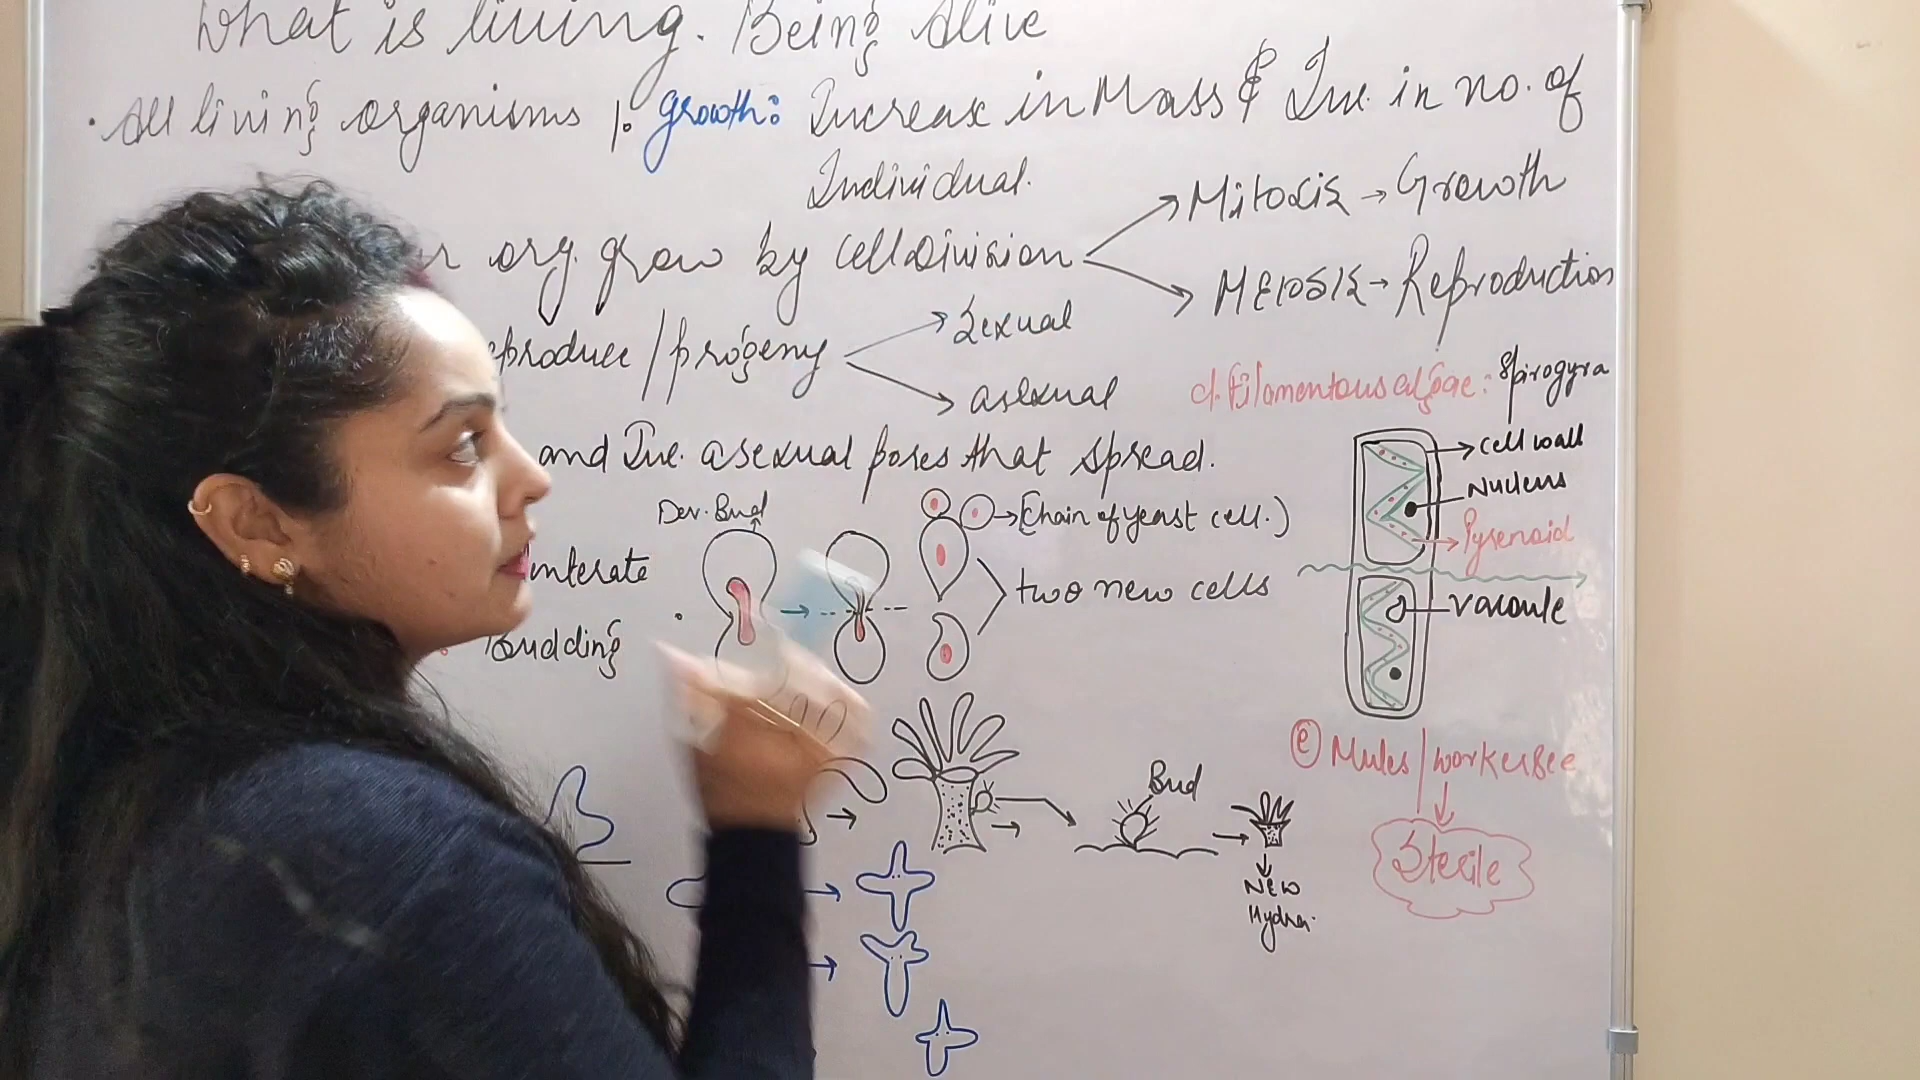 What is living. Being Alive
• All living organisms 1. Growth: Increase in Mass & Inc. in no. of
Individual.
org. grow by cell Division
Mitosis → Growth
Meiosis → Reproduction
eproduce / progeny
Sexual
asexual
d. Filamentous algae: Spirogyra
and Inc. asexual pores that spread.
cell wall
Nucleus
Pyrenoid
Dev. Bud
(Chain of yeast cell.)
two new cells
vacoule
Budding
(e) Mules / worker Bee
Sterile
Bud
New
Hydra.